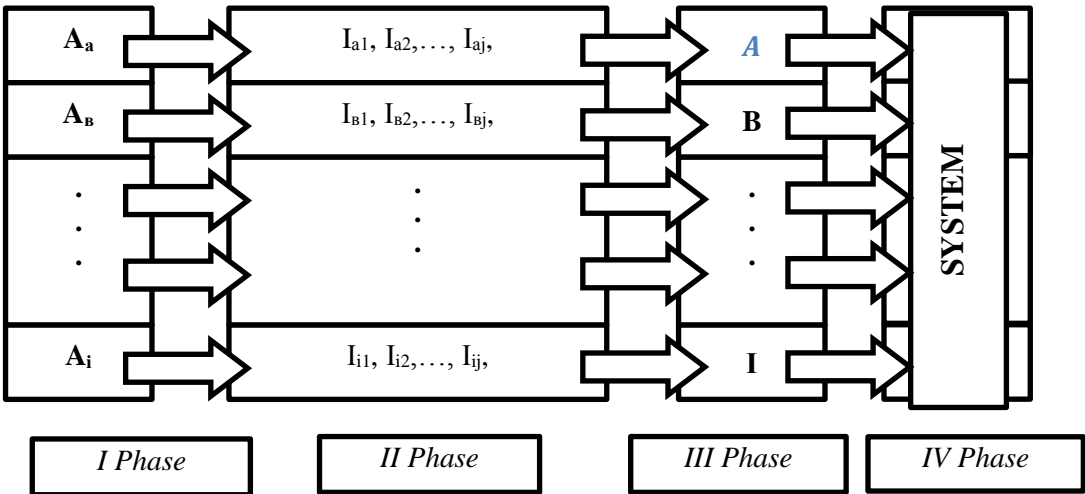 Aₐ Iₐ₁, Iₐ₂,…, Iₐⱼ, A
Aв Iв1, Iв2,…, Iвj, B
. . .
. . .
. . .
Aᵢ Iᵢ₁, Iᵢ₂,…, Iᵢⱼ, I
SYSTEM
I Phase II Phase III Phase IV Phase